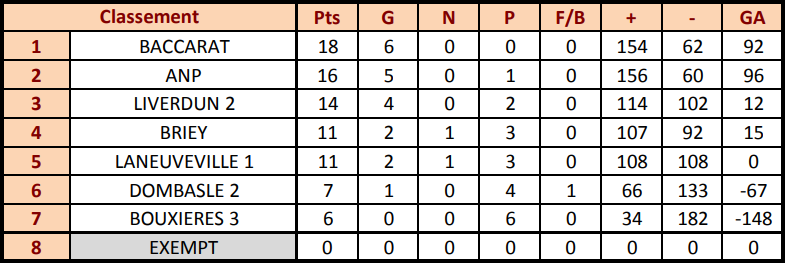 Classement Pts G N P F/B + - GA
1 BACCARAT 18 6 0 0 0 154 62 92
2 ANP 16 5 0 1 0 156 60 96
3 LIVERDUN 2 14 4 0 2 0 114 102 12
4 BRIEY 11 2 1 3 0 107 92 15
5 LANEUVEVILLE 1 11 2 1 3 0 108 108 0
6 DOMBASLE 2 7 1 0 4 1 66 133 -67
7 BOUXIERES 3 6 0 0 6 0 34 182 -148
8 EXEMPT 0 0 0 0 0 0 0 0